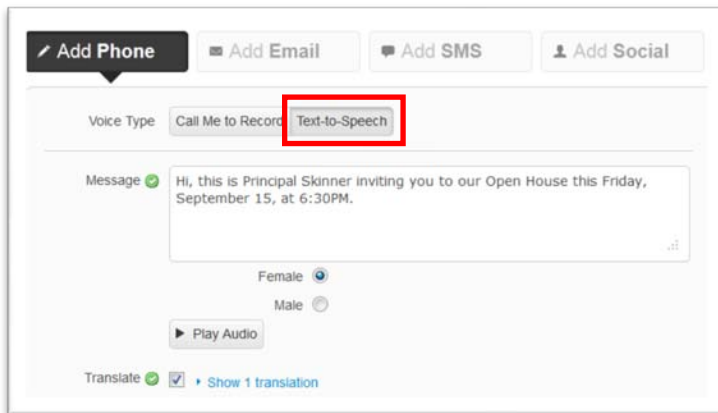 Add Phone Add Email Add SMS Add Social
Voice Type Call Me to Record Text-to-Speech
Message Hi, this is Principal Skinner inviting you to our Open House this Friday,
September 15, at 6:30PM.
Female
Male
Play Audio
Translate Show 1 translation